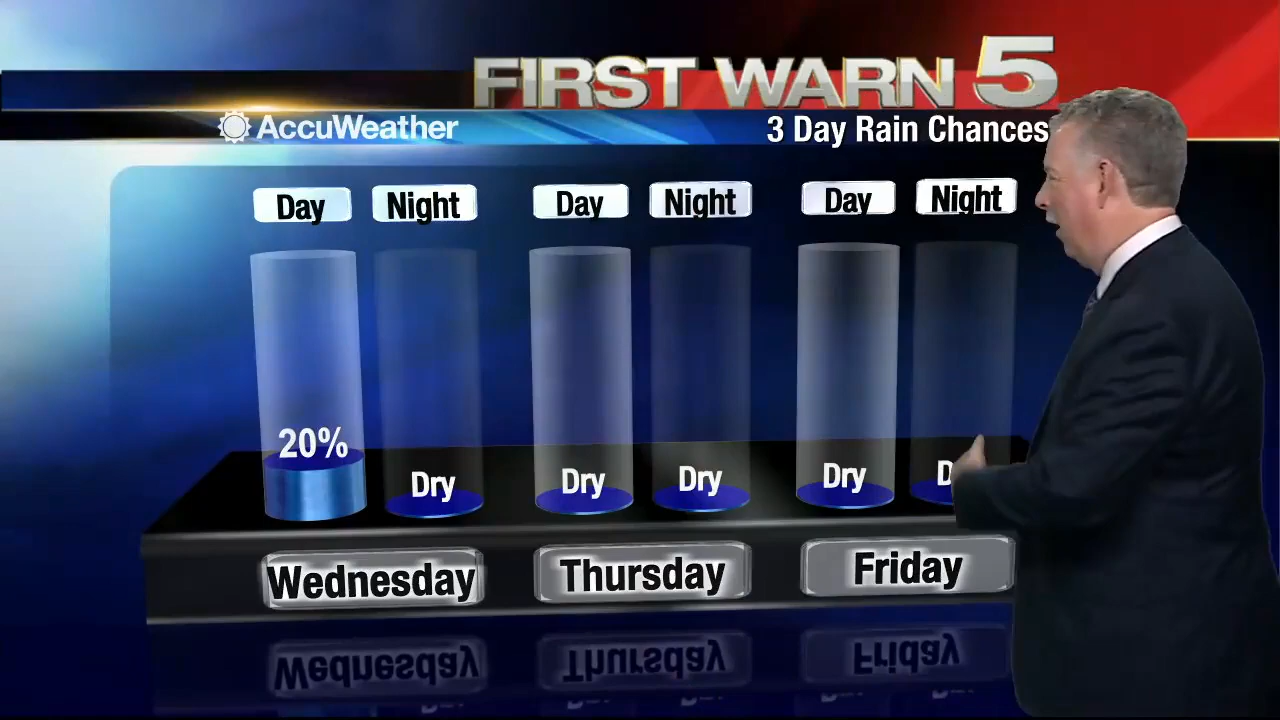 FIRST WARN 5
AccuWeather
3 Day Rain Chances
Day Night Day Night Day Night
20% Dry Dry Dry Dry D
Wednesday Thursday Friday